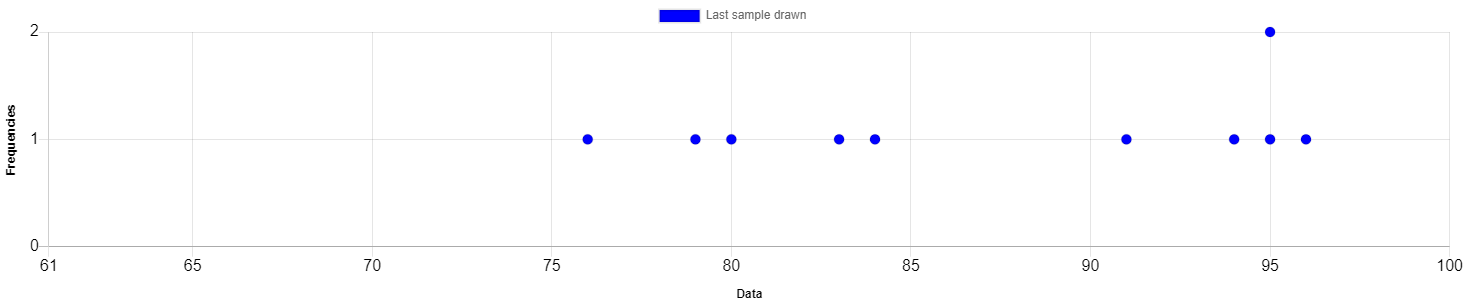 Last sample drawn
2
1
0
Frequencies
61 65 70 75 80 85 90 95 100
Data